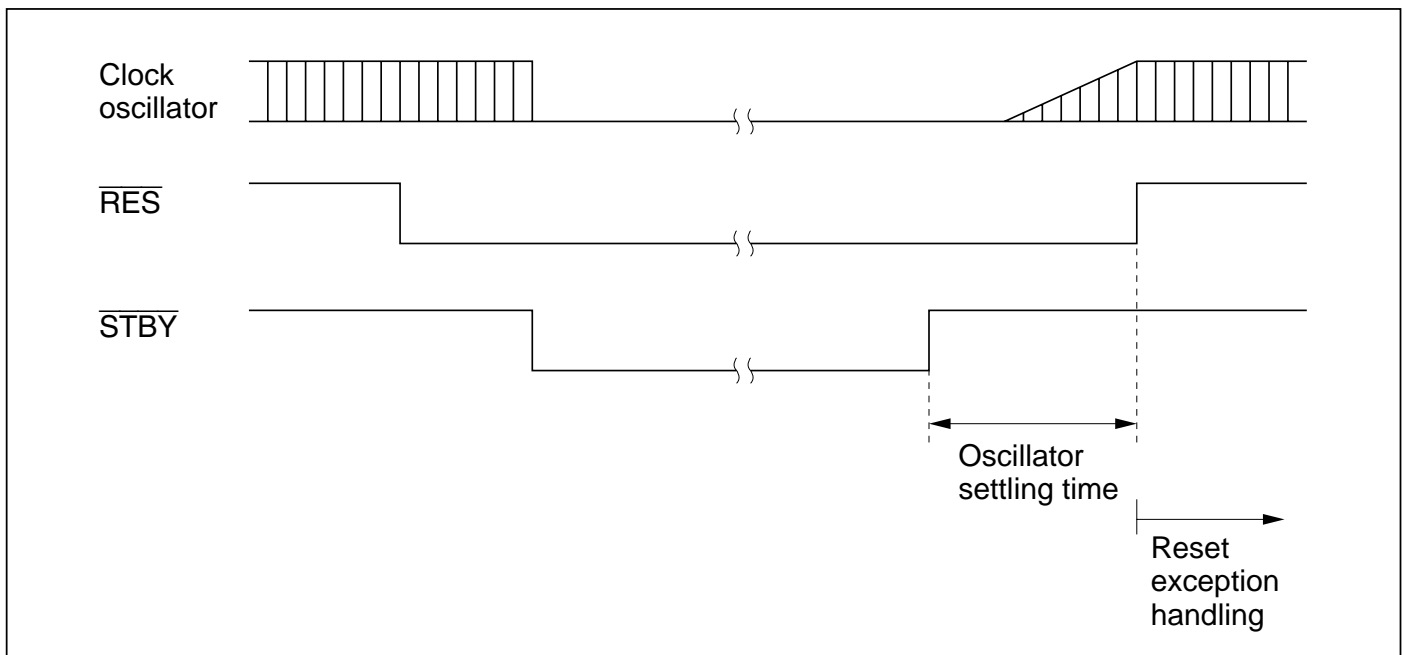 Clock
oscillator
RES
STBY
Oscillator
settling time
Reset
exception
handling